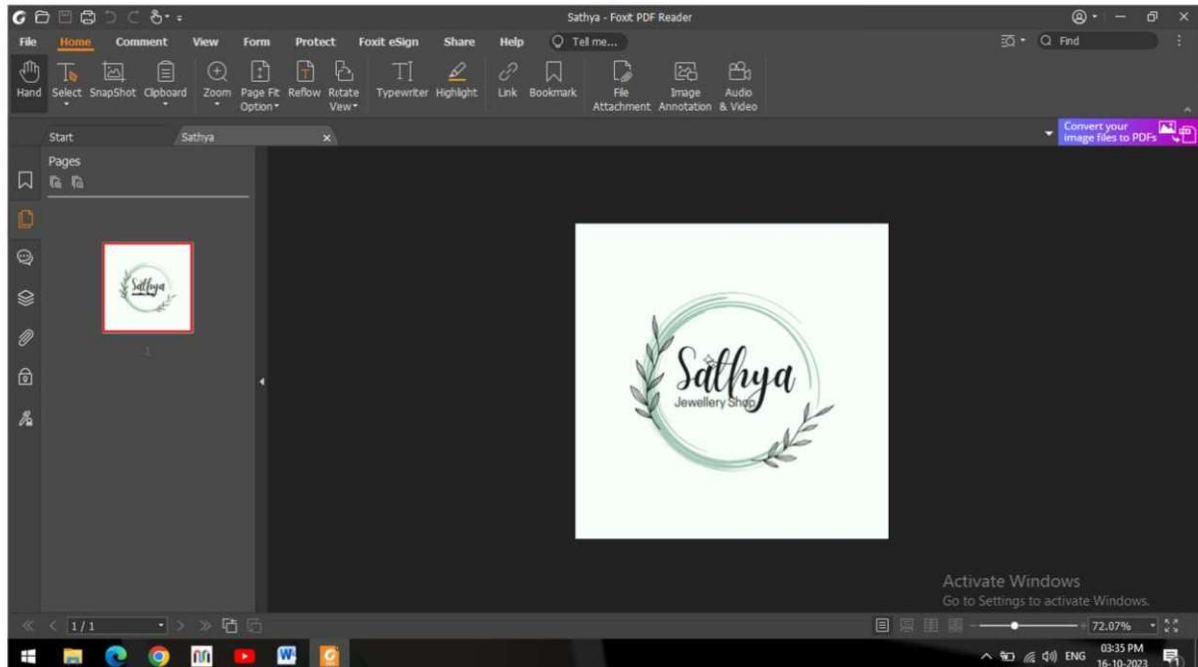 Sathya - Foxit PDF Reader
File Home Comment View Form Protect Foxit eSign Share Help Tell me... Find
Hand Select SnapShot Clipboard Zoom Page Fit Option Reflow Rotate View Typewriter Highlight Link Bookmark File Attachment Image Annotation Audio & Video
Start Sathya
Convert your
image files to PDFs
Pages
Sathya
1
Sathya
Jewellery Shop
Activate Windows
Go to Settings to activate Windows.
1 / 1
72.07%
ENG
03:35 PM
16-10-2023